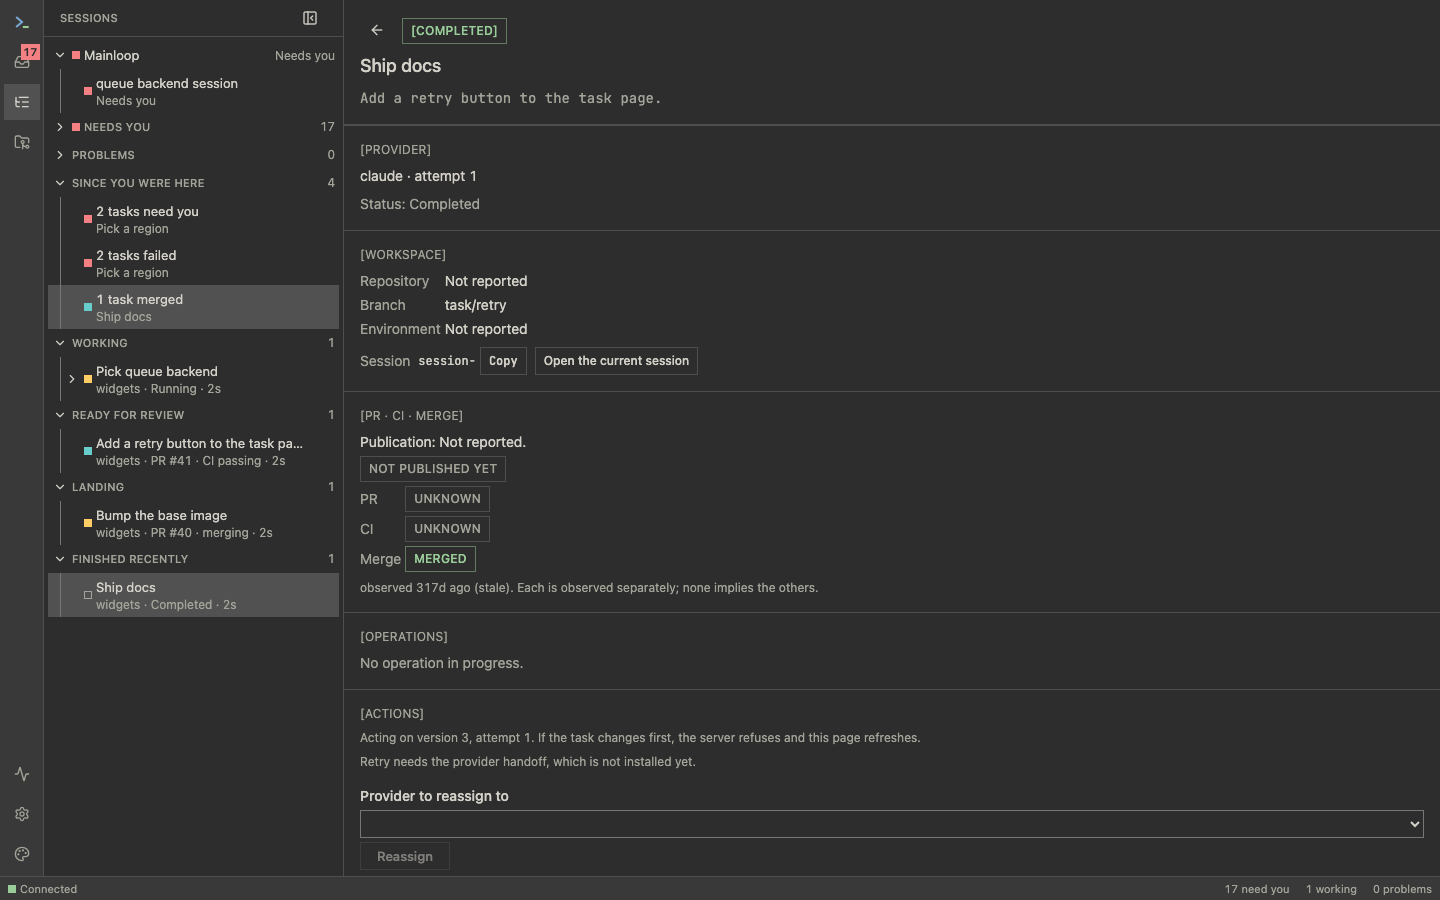 SESSIONS
17
Mainloop
Needs you
queue backend session
Needs you
NEEDS YOU
17
PROBLEMS
0
SINCE YOU WERE HERE
4
2 tasks need you
Pick a region
2 tasks failed
Pick a region
1 task merged
Ship docs
WORKING
1
Pick queue backend
widgets · Running · 2s
READY FOR REVIEW
1
Add a retry button to the task pa...
widgets · PR #41 · CI passing · 2s
LANDING
1
Bump the base image
widgets · PR #40 · merging · 2s
FINISHED RECENTLY
1
Ship docs
widgets · Completed · 2s
[COMPLETED]
Ship docs
Add a retry button to the task page.
[PROVIDER]
claude · attempt 1
Status: Completed
[WORKSPACE]
Repository Not reported
Branch task/retry
Environment Not reported
Session session- Copy Open the current session
[PR · CI · MERGE]
Publication: Not reported.
NOT PUBLISHED YET
PR UNKNOWN
CI UNKNOWN
Merge MERGED
observed 317d ago (stale). Each is observed separately; none implies the others.
[OPERATIONS]
No operation in progress.
[ACTIONS]
Acting on version 3, attempt 1. If the task changes first, the server refuses and this page refreshes.
Retry needs the provider handoff, which is not installed yet.
Provider to reassign to
Reassign
Connected
17 need you 1 working 0 problems